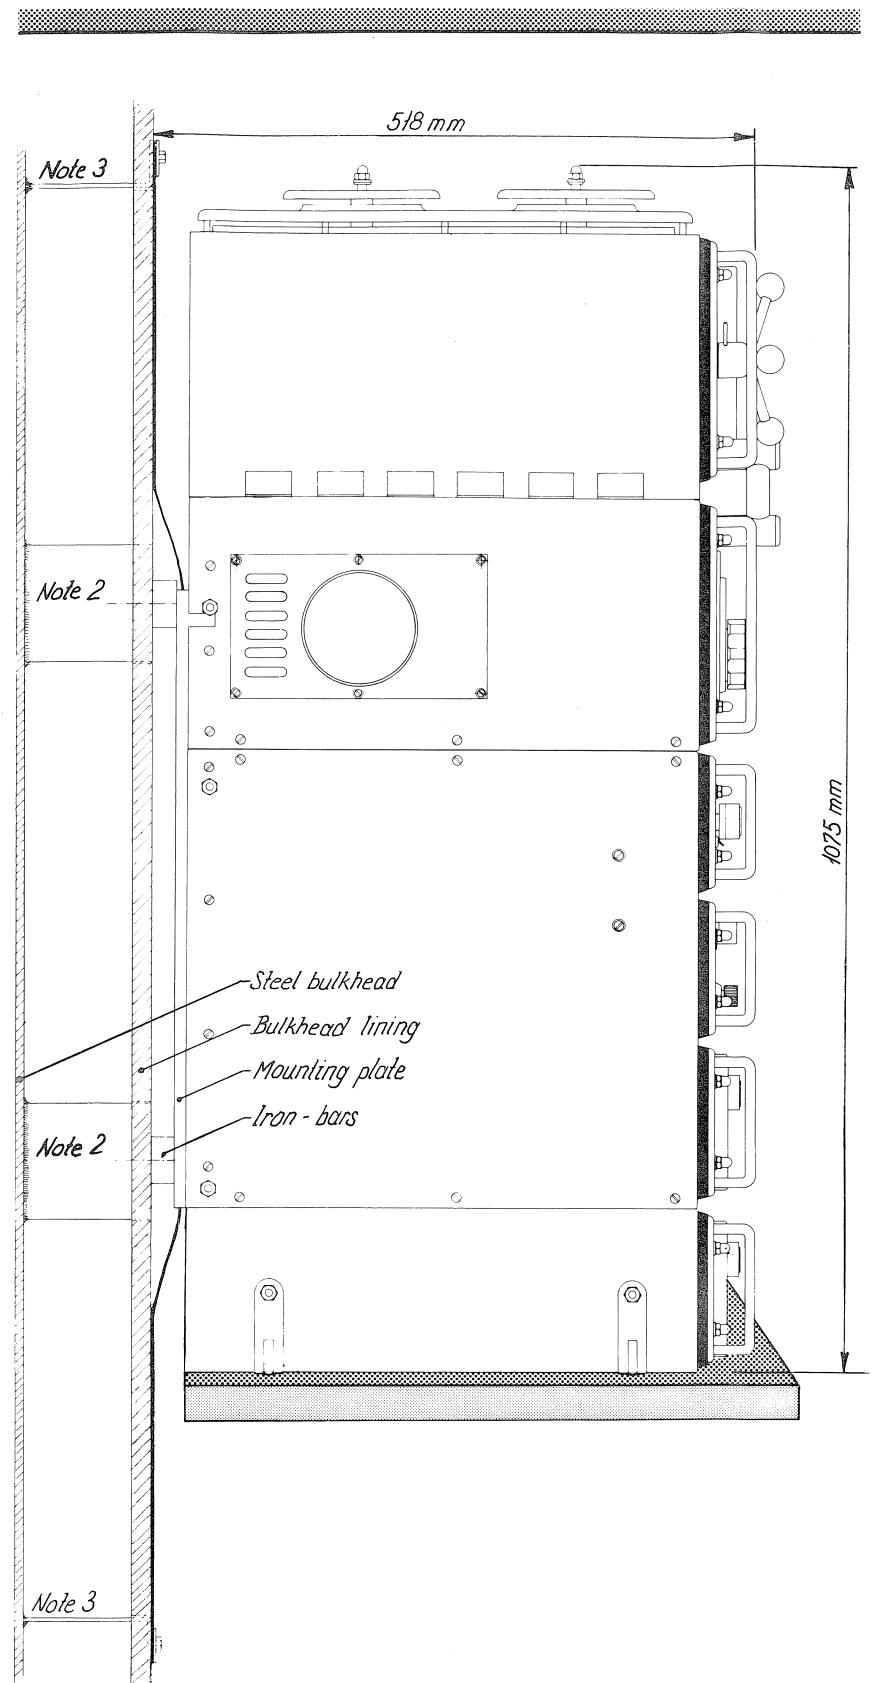 518 mm
Note 3
Note 2
1075 mm
Steel bulkhead
Bulkhead lining
Mounting plate
Iron - bars
Note 2
Note 3